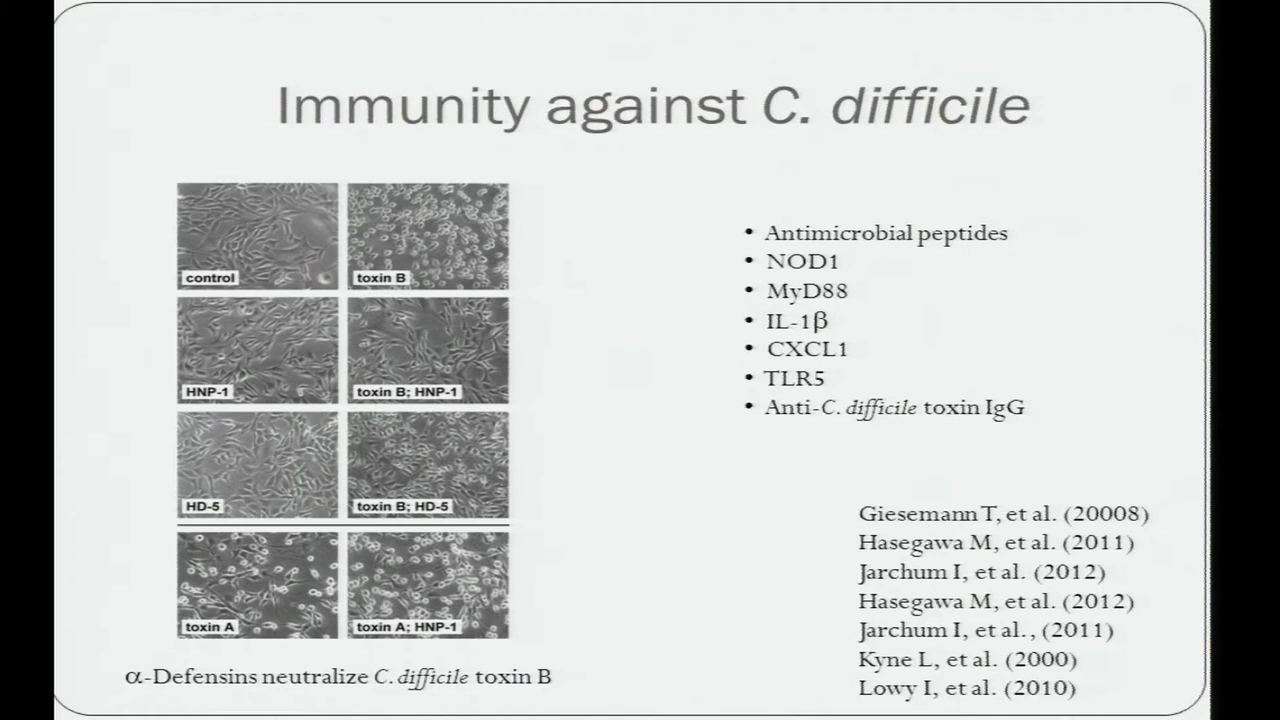 Immunity against C. difficile
control
toxin B
HNP-1
toxin B; HNP-1
HD-5
toxin B; HD-5
toxin A
toxin A; HNP-1
α-Defensins neutralize C. difficile toxin B
• Antimicrobial peptides
• NOD1
• MyD88
• IL-1β
• CXCL1
• TLR5
• Anti-C. difficile toxin IgG
Giesemann T, et al. (20008)
Hasegawa M, et al. (2011)
Jarchum I, et al. (2012)
Hasegawa M, et al. (2012)
Jarchum I, et al., (2011)
Kyne L, et al. (2000)
Lowy I, et al. (2010)